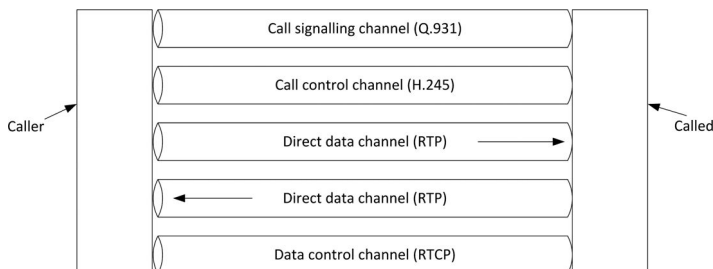 Call signalling channel (Q.931)
Call control channel (H.245)
Caller
Called
Direct data channel (RTP)
Direct data channel (RTP)
Data control channel (RTCP)